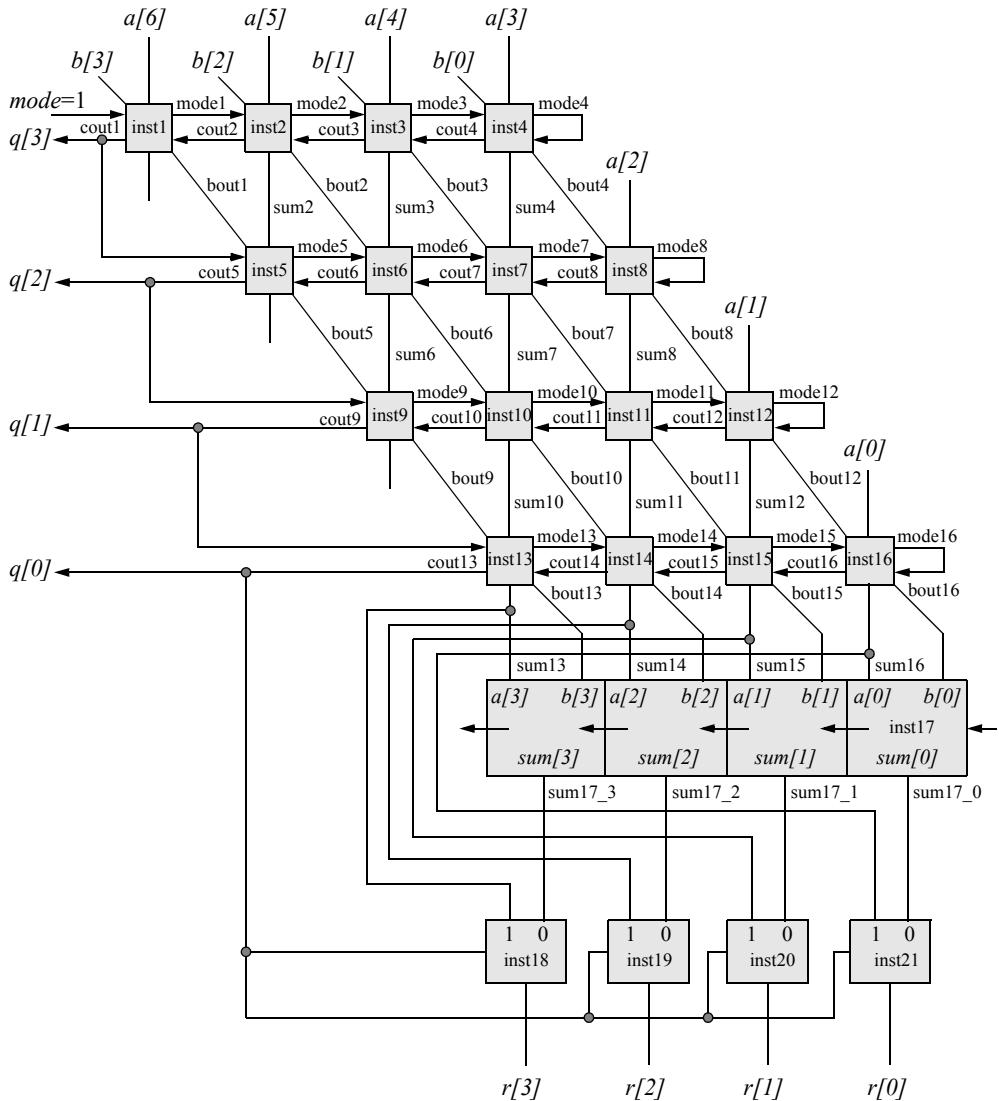 a[6] a[5] a[4] a[3]
b[3] b[2] b[1] b[0]
mode=1 mode1 mode2 mode3 mode4
inst1 inst2 inst3 inst4
q[3] cout1 cout2 cout3 cout4
a[2]
bout1 bout2 bout3 bout4
sum2 sum3 sum4
mode5 mode6 mode7 mode8
inst5 inst6 inst7 inst8
q[2] cout5 cout6 cout7 cout8
a[1]
bout5 bout6 bout7 bout8
sum6 sum7 sum8
mode9 mode10 mode11 mode12
inst9 inst10 inst11 inst12
q[1] cout9 cout10 cout11 cout12
a[0]
bout9 bout10 bout11 bout12
sum10 sum11 sum12
mode13 mode14 mode15 mode16
inst13 inst14 inst15 inst16
q[0] cout13 cout14 cout15 cout16
bout13 bout14 bout15 bout16
sum13 sum14 sum15 sum16
a[3] b[3] a[2] b[2] a[1] b[1] a[0] b[0]
inst17
sum[3] sum[2] sum[1] sum[0]
sum17_3 sum17_2 sum17_1 sum17_0
1 0 1 0 1 0 1 0
inst18 inst19 inst20 inst21
r[3] r[2] r[1] r[0]